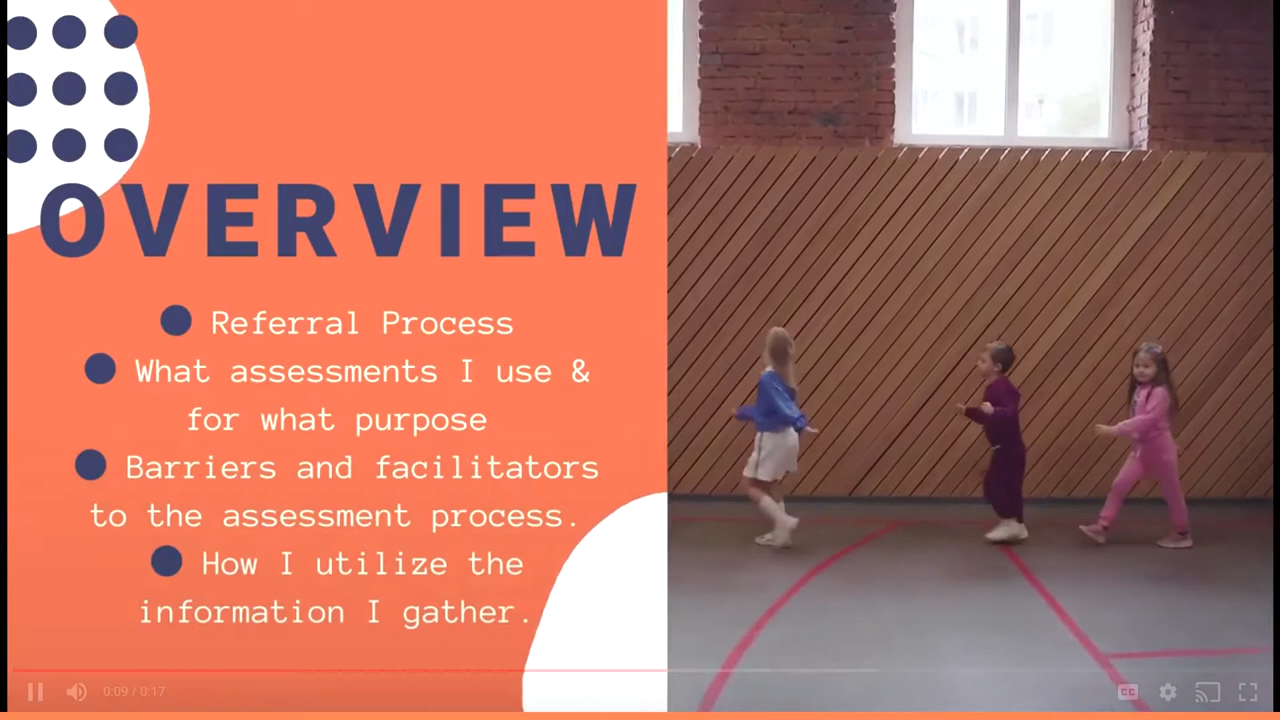 OVERVIEW
Referral Process
What assessments I use &
for what purpose
Barriers and facilitators
to the assessment process.
How I utilize the
information I gather.
0:09 / 0:17
CC